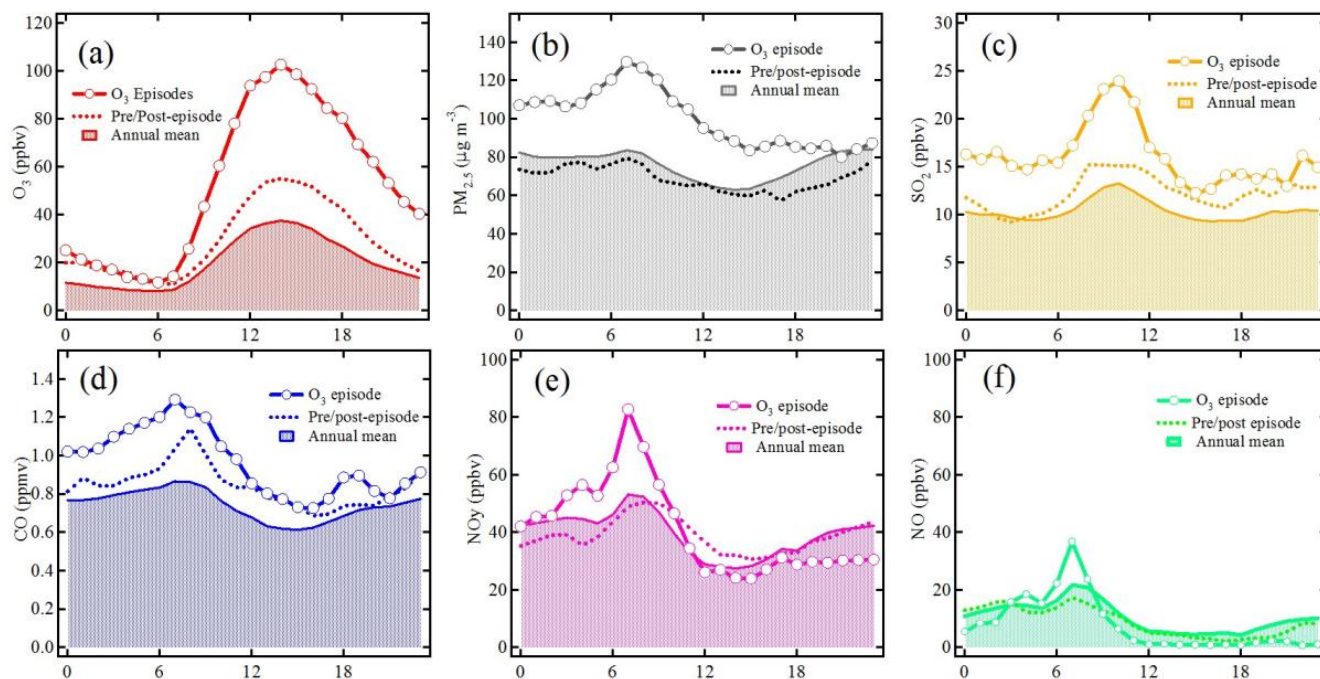 120
100
80
60
40
20
0
O3 (ppbv)
(a)
O3 Episodes
Pre/Post-episode
Annual mean
0 6 12 18
140
120
100
80
60
40
20
0
PM2.5 (μg m-3)
(b)
O3 episode
Pre/post-episode
Annual mean
0 6 12 18
30
25
20
15
10
5
0
SO2 (ppbv)
(c)
O3 episode
Pre/post-episode
Annual mean
0 6 12 18
1.4
1.2
1.0
0.8
0.6
0.4
0.2
0.0
CO (ppmv)
(d)
O3 episode
Pre/post-episode
Annual mean
0 6 12 18
100
80
60
40
20
0
NOy (ppbv)
(e)
O3 episode
Pre/post-episode
Annual mean
0 6 12 18
100
80
60
40
20
0
NO (ppbv)
(f)
O3 episode
Pre/post episode
Annual mean
0 6 12 18